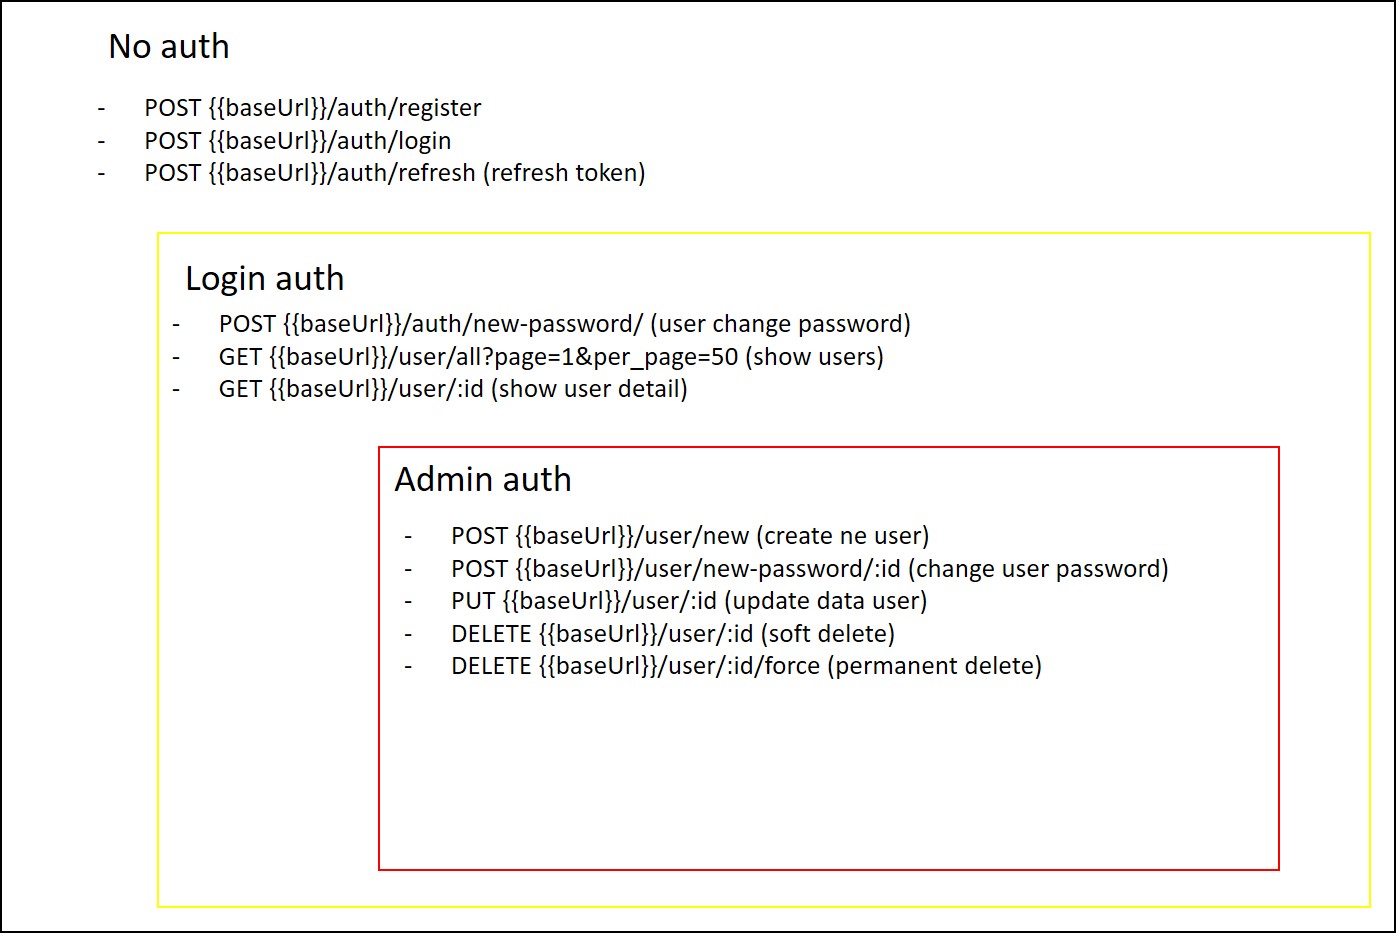 No auth
- POST {{baseUrl}}/auth/register
- POST {{baseUrl}}/auth/login
- POST {{baseUrl}}/auth/refresh (refresh token)
Login auth
- POST {{baseUrl}}/auth/new-password/ (user change password)
- GET {{baseUrl}}/user/all?page=1&per_page=50 (show users)
- GET {{baseUrl}}/user/:id (show user detail)
Admin auth
- POST {{baseUrl}}/user/new (create ne user)
- POST {{baseUrl}}/user/new-password/:id (change user password)
- PUT {{baseUrl}}/user/:id (update data user)
- DELETE {{baseUrl}}/user/:id (soft delete)
- DELETE {{baseUrl}}/user/:id/force (permanent delete)